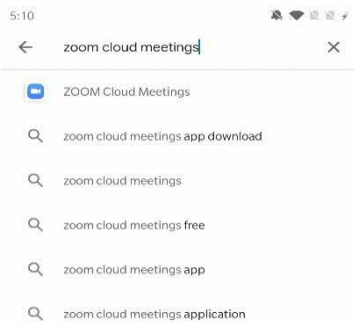 5:10
zoom cloud meetings
ZOOM Cloud Meetings
zoom cloud meetings app download
zoom cloud meetings
zoom cloud meetings free
zoom cloud meetings app
zoom cloud meetings application